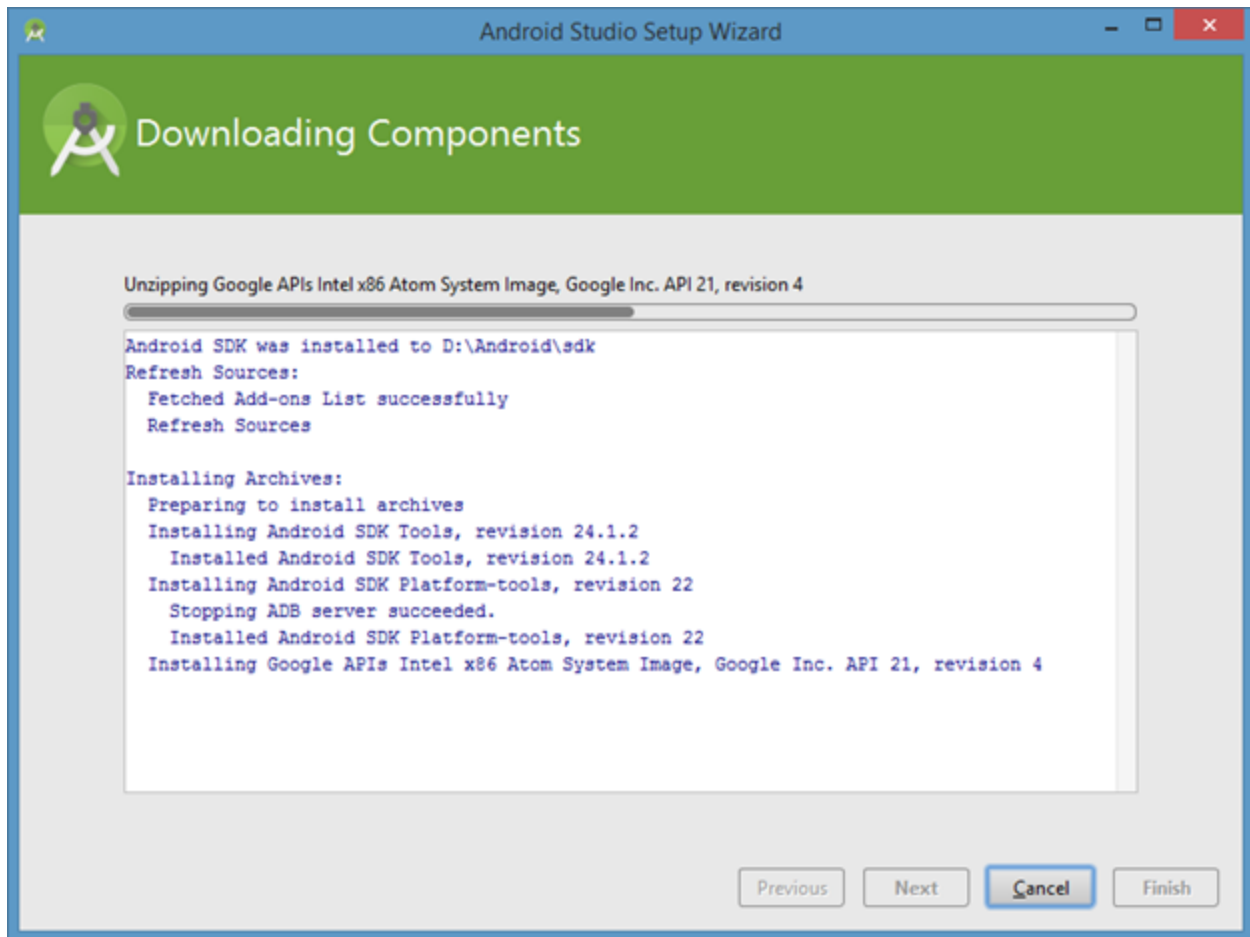 Android Studio Setup Wizard
Downloading Components
Unzipping Google APIs Intel x86 Atom System Image, Google Inc. API 21, revision 4
Android SDK was installed to D:\Android\sdk
Refresh Sources:
Fetched Add-ons List successfully
Refresh Sources
Installing Archives:
Preparing to install archives
Installing Android SDK Tools, revision 24.1.2
Installed Android SDK Tools, revision 24.1.2
Installing Android SDK Platform-tools, revision 22
Stopping ADB server succeeded.
Installed Android SDK Platform-tools, revision 22
Installing Google APIs Intel x86 Atom System Image, Google Inc. API 21, revision 4
Previous Next Cancel Finish